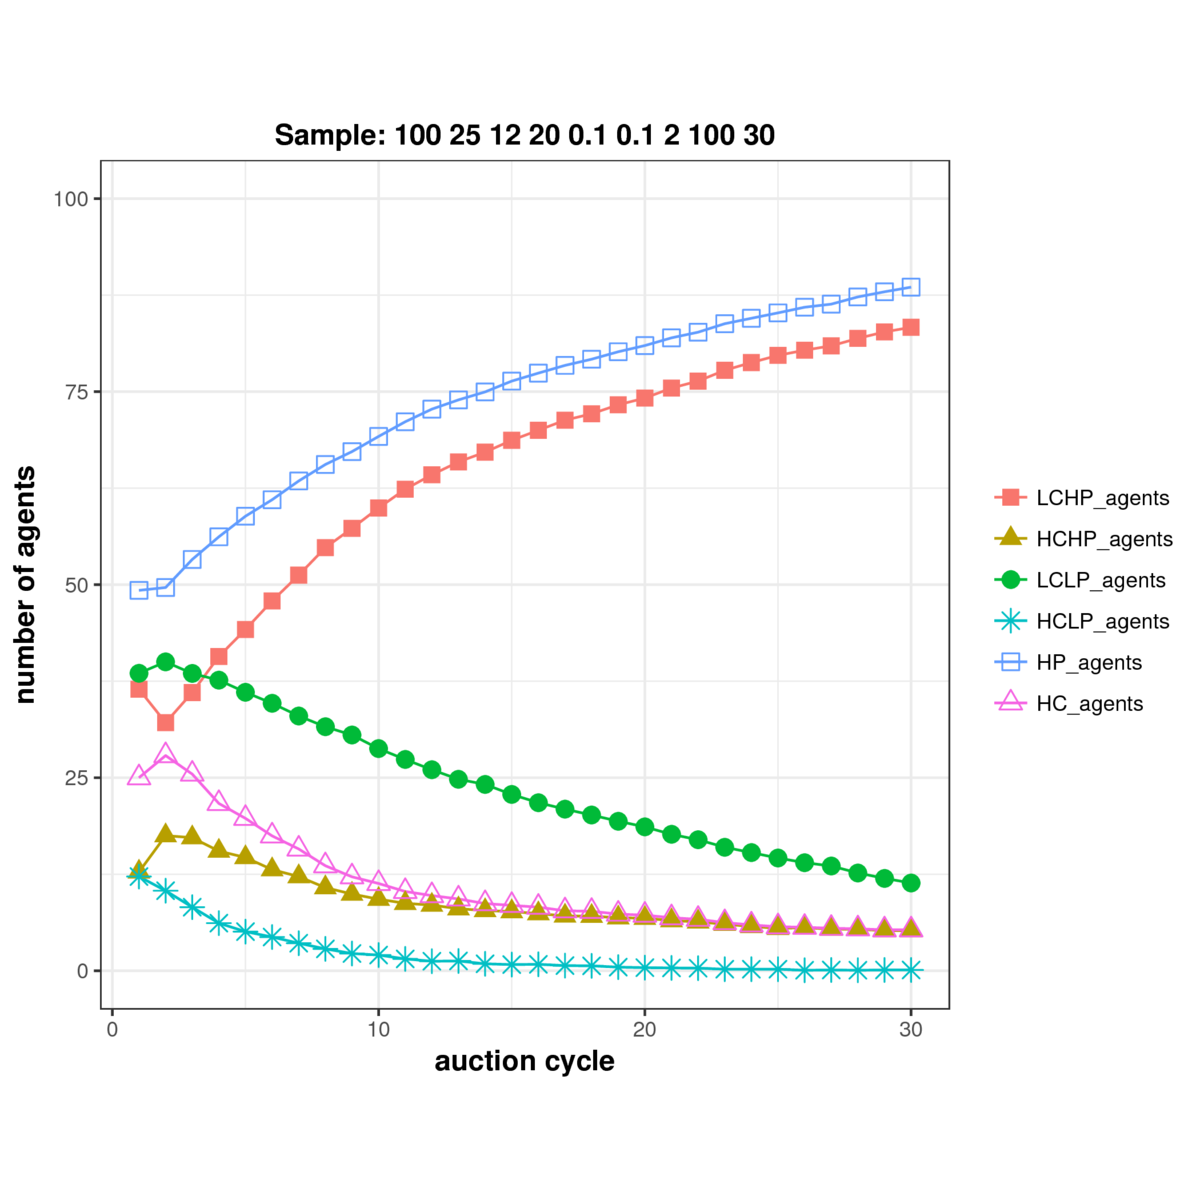 Sample: 100 25 12 20 0.1 0.1 2 100 30
number of agents
100
75
50
25
0
0 10 20 30
auction cycle
LCHP_agents
HCHP_agents
LCLP_agents
HCLP_agents
HP_agents
HC_agents